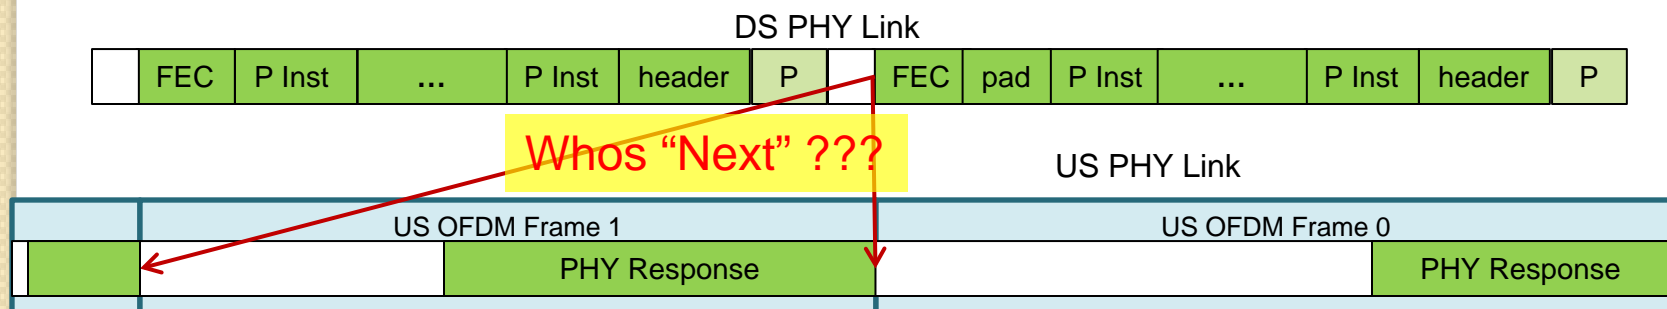 DS PHY Link
FEC P Inst ... P Inst header P FEC pad P Inst ... P Inst header P
Whos “Next” ???
US PHY Link
US OFDM Frame 1 US OFDM Frame 0
PHY Response PHY Response